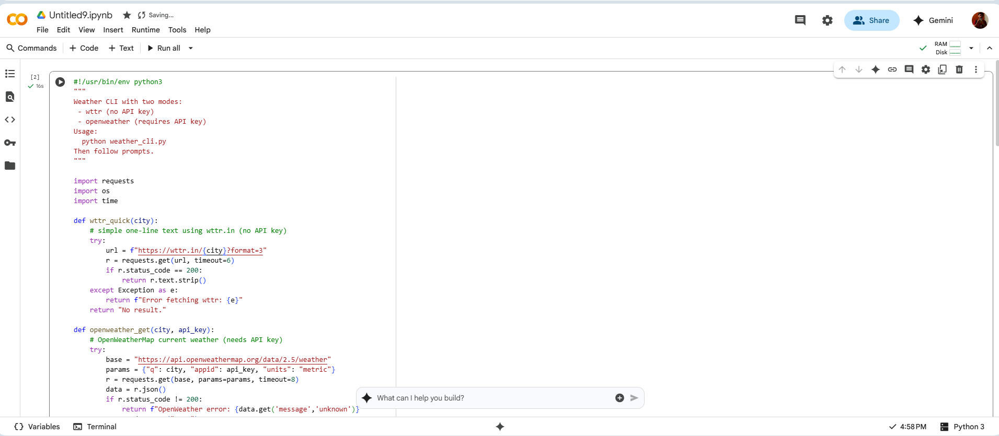 Untitled9.ipynb Saving...
File Edit View Insert Runtime Tools Help
Share
Gemini
Commands + Code + Text Run all
RAM
Disk
[2]
16s
#!/usr/bin/env python3
"""
Weather CLI with two modes:
 - wttr (no API key)
 - openweather (requires API key)
Usage:
  python weather_cli.py
Then follow prompts.
"""
import requests
import os
import time
def wttr_quick(city):
    # simple one-line text using wttr.in (no API key)
    try:
        url = f"https://wttr.in/{city}?format=3"
        r = requests.get(url, timeout=6)
        if r.status_code == 200:
            return r.text.strip()
    except Exception as e:
        return f"Error fetching wttr: {e}"
    return "No result."
def openweather_get(city, api_key):
    # OpenWeatherMap current weather (needs API key)
    try:
        base = "https://api.openweathermap.org/data/2.5/weather"
        params = {"q": city, "appid": api_key, "units": "metric"}
        r = requests.get(base, params=params, timeout=8)
        data = r.json()
        if r.status_code != 200:
            return f"OpenWeather error: {data.get('message','unknown')}
What can I help you build?
{} Variables Terminal
4:58 PM Python 3